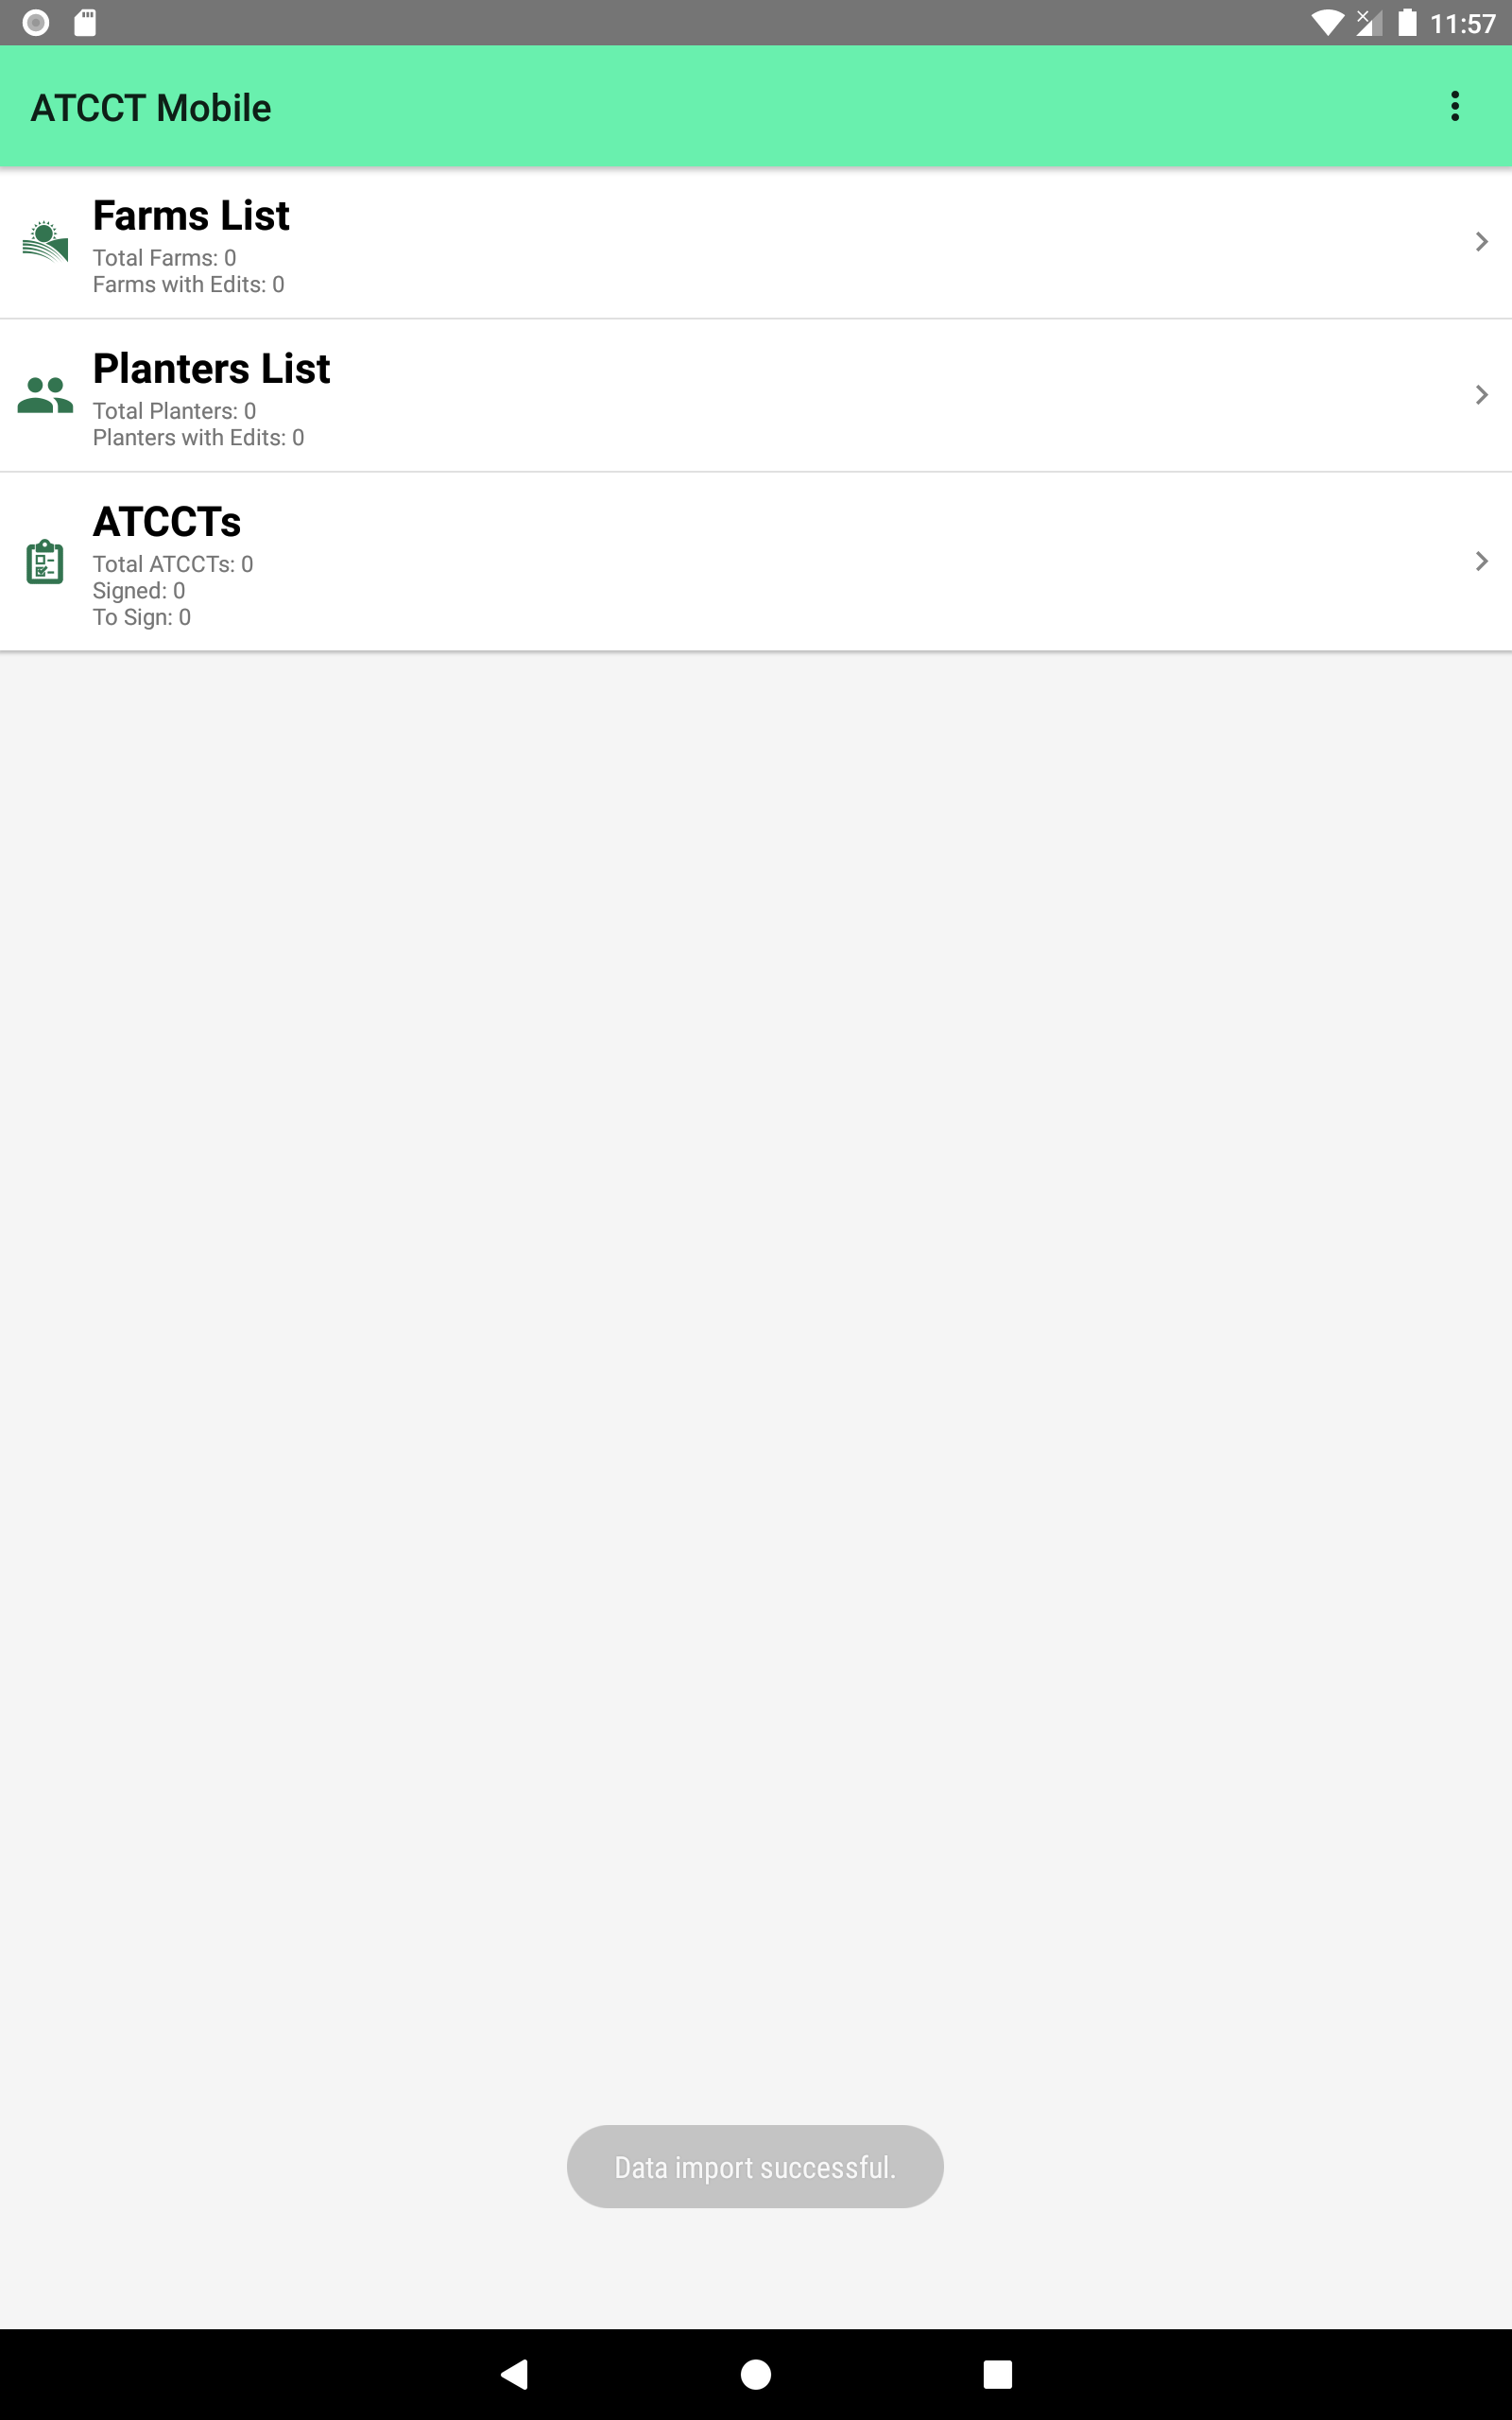 11:57
ATCCT Mobile
Farms List
Total Farms: 0
Farms with Edits: 0
Planters List
Total Planters: 0
Planters with Edits: 0
ATCCTs
Total ATCCTs: 0
Signed: 0
To Sign: 0
Data import successful.